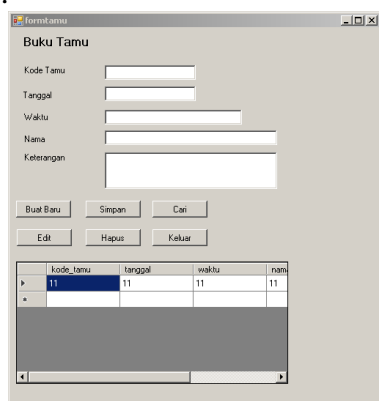 formtamu
Buku Tamu
Kode Tamu
Tanggal
Waktu
Nama
Keterangan
Buat Baru Simpan Cari
Edit Hapus Keluar
kode_tamu tanggal waktu nam
11 11 11 11